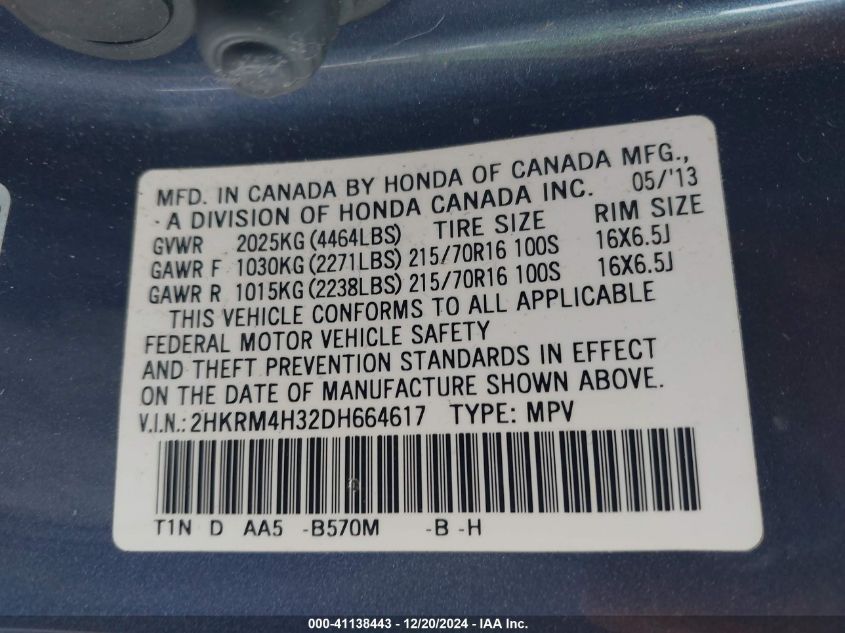 MFD. IN CANADA BY HONDA OF CANADA MFG.,
- A DIVISION OF HONDA CANADA INC. 05/'13
GVWR 2025KG (4464LBS) TIRE SIZE RIM SIZE
GAWR F 1030KG (2271LBS) 215/70R16 100S 16X6.5J
GAWR R 1015KG (2238LBS) 215/70R16 100S 16X6.5J
THIS VEHICLE CONFORMS TO ALL APPLICABLE
FEDERAL MOTOR VEHICLE SAFETY
AND THEFT PREVENTION STANDARDS IN EFFECT
ON THE DATE OF MANUFACTURE SHOWN ABOVE.
V.I.N.: 2HKRM4H32DH664617 TYPE: MPV
T1N D AA5 -B570M -B -H
000-41138443 - 12/20/2024 - IAA Inc.